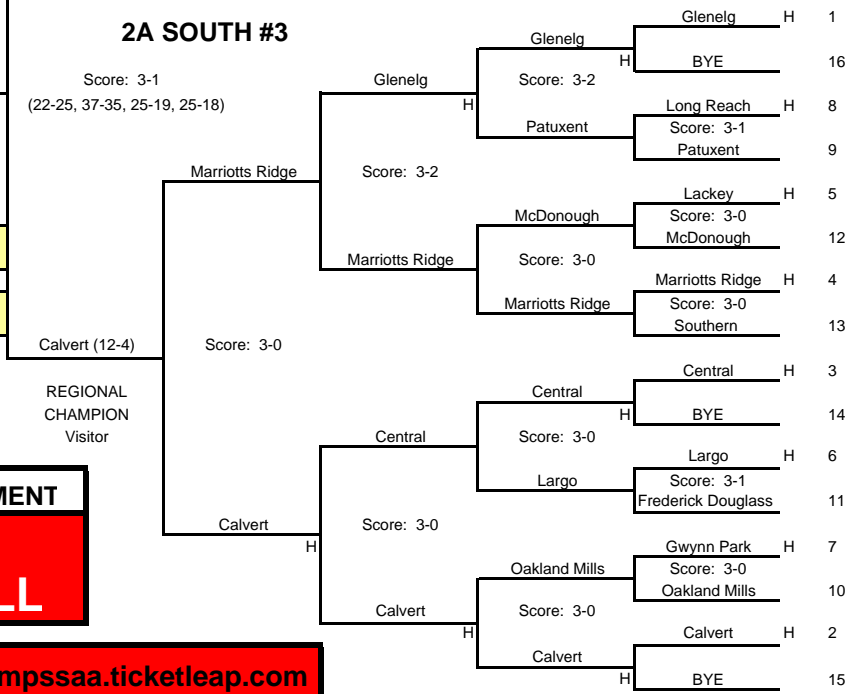 2A SOUTH #3
Score: 3-1
(22-25, 37-35, 25-19, 25-18)
Glenelg H 1
Glenelg
H BYE 16
Glenelg Score: 3-2
H Long Reach H 8
Patuxent Score: 3-1
Patuxent 9
Marriotts Ridge Score: 3-2
Lackey H 5
McDonough Score: 3-0
McDonough 12
Marriotts Ridge Score: 3-0
Marriotts Ridge H 4
Marriotts Ridge Score: 3-0
Southern 13
Calvert (12-4) Score: 3-0
REGIONAL
CHAMPION
Visitor
Central H 3
Central
H BYE 14
Central Score: 3-0
Largo H 6
Largo Score: 3-1
Frederick Douglass 11
Calvert Score: 3-0
H
Gwynn Park H 7
Oakland Mills Score: 3-0
Oakland Mills 10
Calvert Score: 3-0
H Calvert H 2
Calvert
H BYE 15
MENT
LL
mpssaa.ticketleap.com